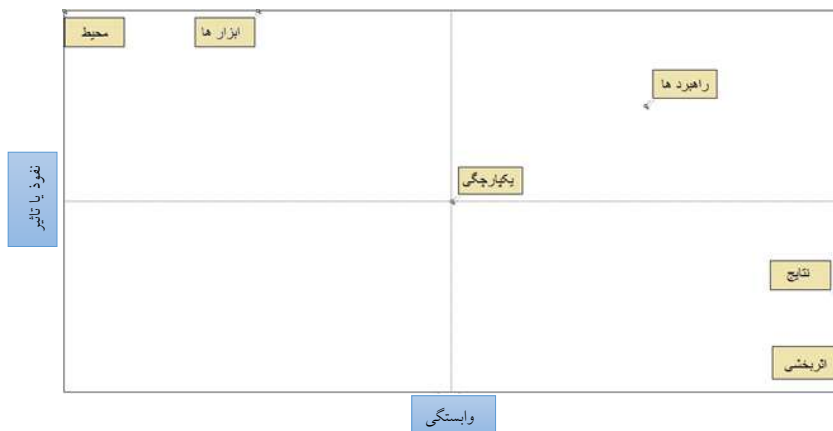 محیط
ابزار ها
راهبرد ها
یکپارچگی
نفوذ یا تاثیر
نتایج
اثربخشی
وابستگی